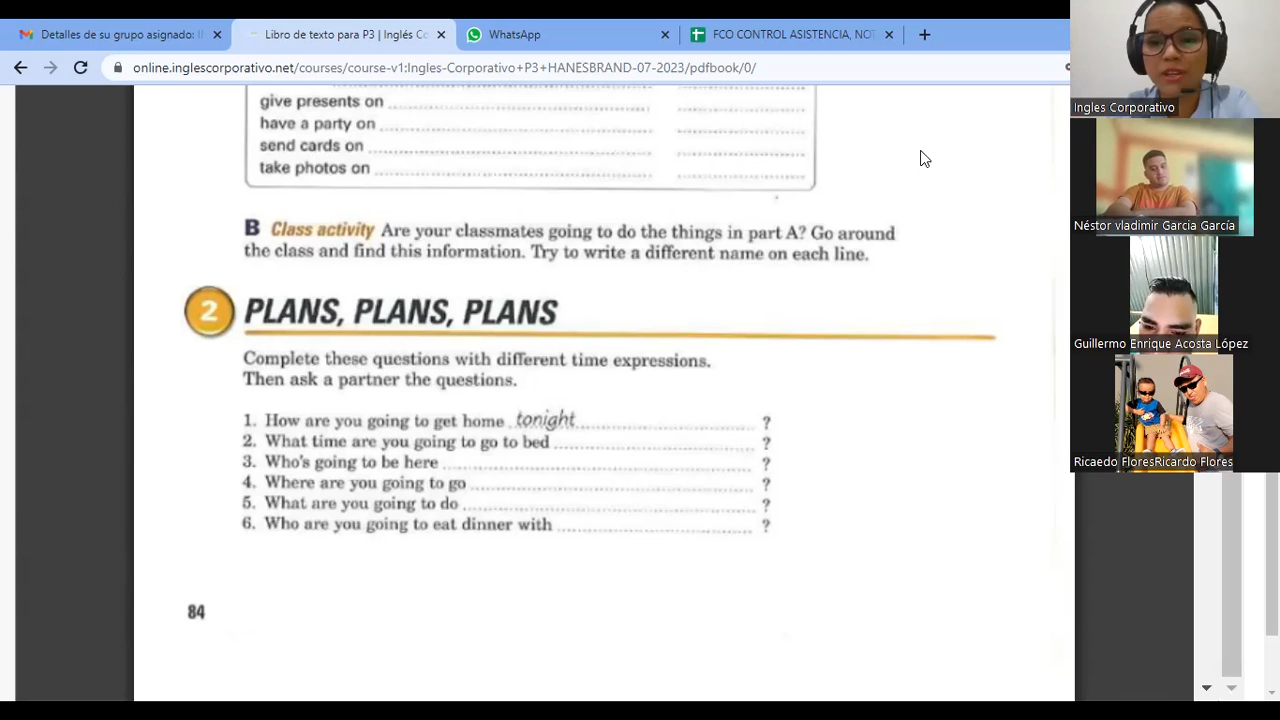 Detalles de su grupo asignado: I
Libro de texto para P3 | Inglés C
WhatsApp
FCO CONTROL ASISTENCIA, NO
online.inglescorporativo.net/courses/course-v1:Ingles-Corporativo+P3+HANESBRAND-07-2023/pdfbook/0/
give presents on
have a party on
send cards on
take photos on
B Class activity Are your classmates going to do the things in part A? Go around
the class and find this information. Try to write a different name on each line.
2 PLANS, PLANS, PLANS
Complete these questions with different time expressions.
Then ask a partner the questions.
1. How are you going to get home tonight ?
2. What time are you going to go to bed ?
3. Who's going to be here ?
4. Where are you going to go ?
5. What are you going to do ?
6. Who are you going to eat dinner with ?
84
Ingles Corporativo
Néstor vladimir Garcia García
Guillermo Enrique Acosta López
Ricaedo FloresRicardo Flores